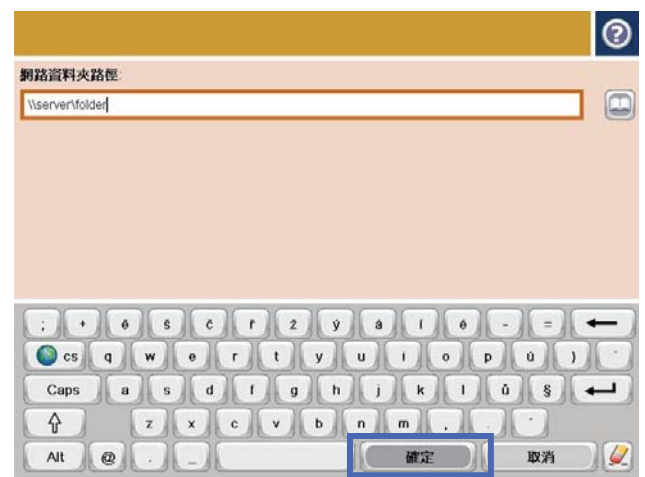 網路資料夾路徑:
\\server\folder
; + ě š č ř ž ý á í é - =
cs q w e r t y u i o p ú )
Caps a s d f g h j k l ů §
z x c v b n m , .
Alt @ . _ 確定 取消